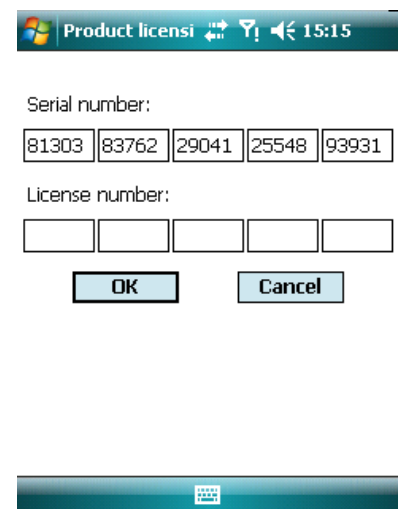 Product licensi 15:15
Serial number:
81303 83762 29041 25548 93931
License number:
OK Cancel